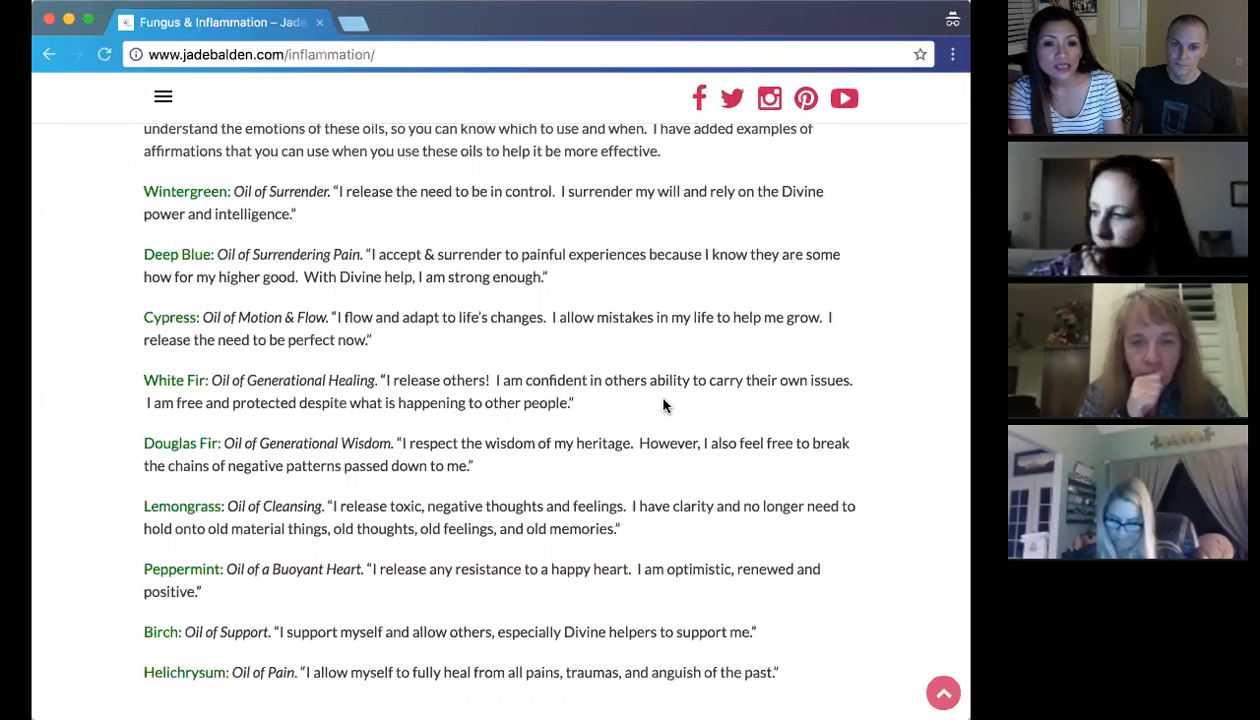 Fungus & Inflammation – Jade
www.jadebalden.com/inflammation/
understand the emotions of these oils, so you can know which to use and when. I have added examples of
affirmations that you can use when you use these oils to help it be more effective.
Wintergreen: Oil of Surrender. “I release the need to be in control. I surrender my will and rely on the Divine
power and intelligence.”
Deep Blue: Oil of Surrendering Pain. “I accept & surrender to painful experiences because I know they are some
how for my higher good. With Divine help, I am strong enough.”
Cypress: Oil of Motion & Flow. “I flow and adapt to life’s changes. I allow mistakes in my life to help me grow. I
release the need to be perfect now.”
White Fir: Oil of Generational Healing. “I release others! I am confident in others ability to carry their own issues.
I am free and protected despite what is happening to other people.”
Douglas Fir: Oil of Generational Wisdom. “I respect the wisdom of my heritage. However, I also feel free to break
the chains of negative patterns passed down to me.”
Lemongrass: Oil of Cleansing. “I release toxic, negative thoughts and feelings. I have clarity and no longer need to
hold onto old material things, old thoughts, old feelings, and old memories.”
Peppermint: Oil of a Buoyant Heart. “I release any resistance to a happy heart. I am optimistic, renewed and
positive.”
Birch: Oil of Support. “I support myself and allow others, especially Divine helpers to support me.”
Helichrysum: Oil of Pain. “I allow myself to fully heal from all pains, traumas, and anguish of the past.”